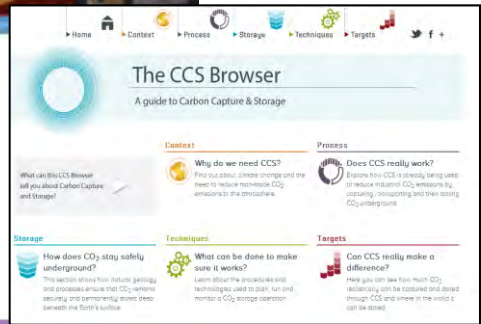 Home
Context
Process
Storage
Techniques
Targets
f +
The CCS Browser
A guide to Carbon Capture & Storage
What can this CCS Browser
tell you about Carbon Capture
and Storage?
Context
Why do we need CCS?
Find out about climate change and the
need to reduce man-made CO₂
emissions to the atmosphere
Process
Does CCS really work?
Explore how CCS is already being used
to reduce industrial CO₂ emissions by
capturing, transporting and then storing
CO₂ underground.
Storage
How does CO₂ stay safely
underground?
This section shows how natural geology
and processes ensure that CO₂ remains
securely and permanently stored deep
beneath the Earth's surface
Techniques
What can be done to make
sure it works?
Learn about the procedures and
technologies used to plan, run and
monitor a CO₂ storage operation
Targets
Can CCS really make a
difference?
Here you can see how much CO₂
realistically can be captured and stored
through CCS and where in the world it
can be stored.